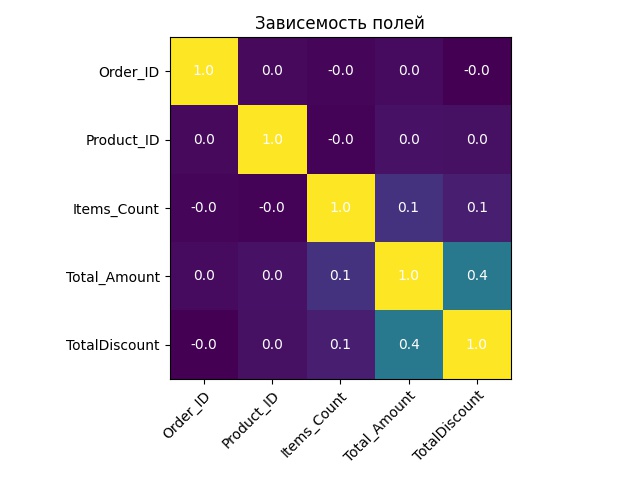 Зависемость полей
Order_ID 1.0 0.0 -0.0 0.0 -0.0
Product_ID 0.0 1.0 -0.0 0.0 0.0
Items_Count -0.0 -0.0 1.0 0.1 0.1
Total_Amount 0.0 0.0 0.1 1.0 0.4
TotalDiscount -0.0 0.0 0.1 0.4 1.0
Order_ID Product_ID Items_Count Total_Amount TotalDiscount